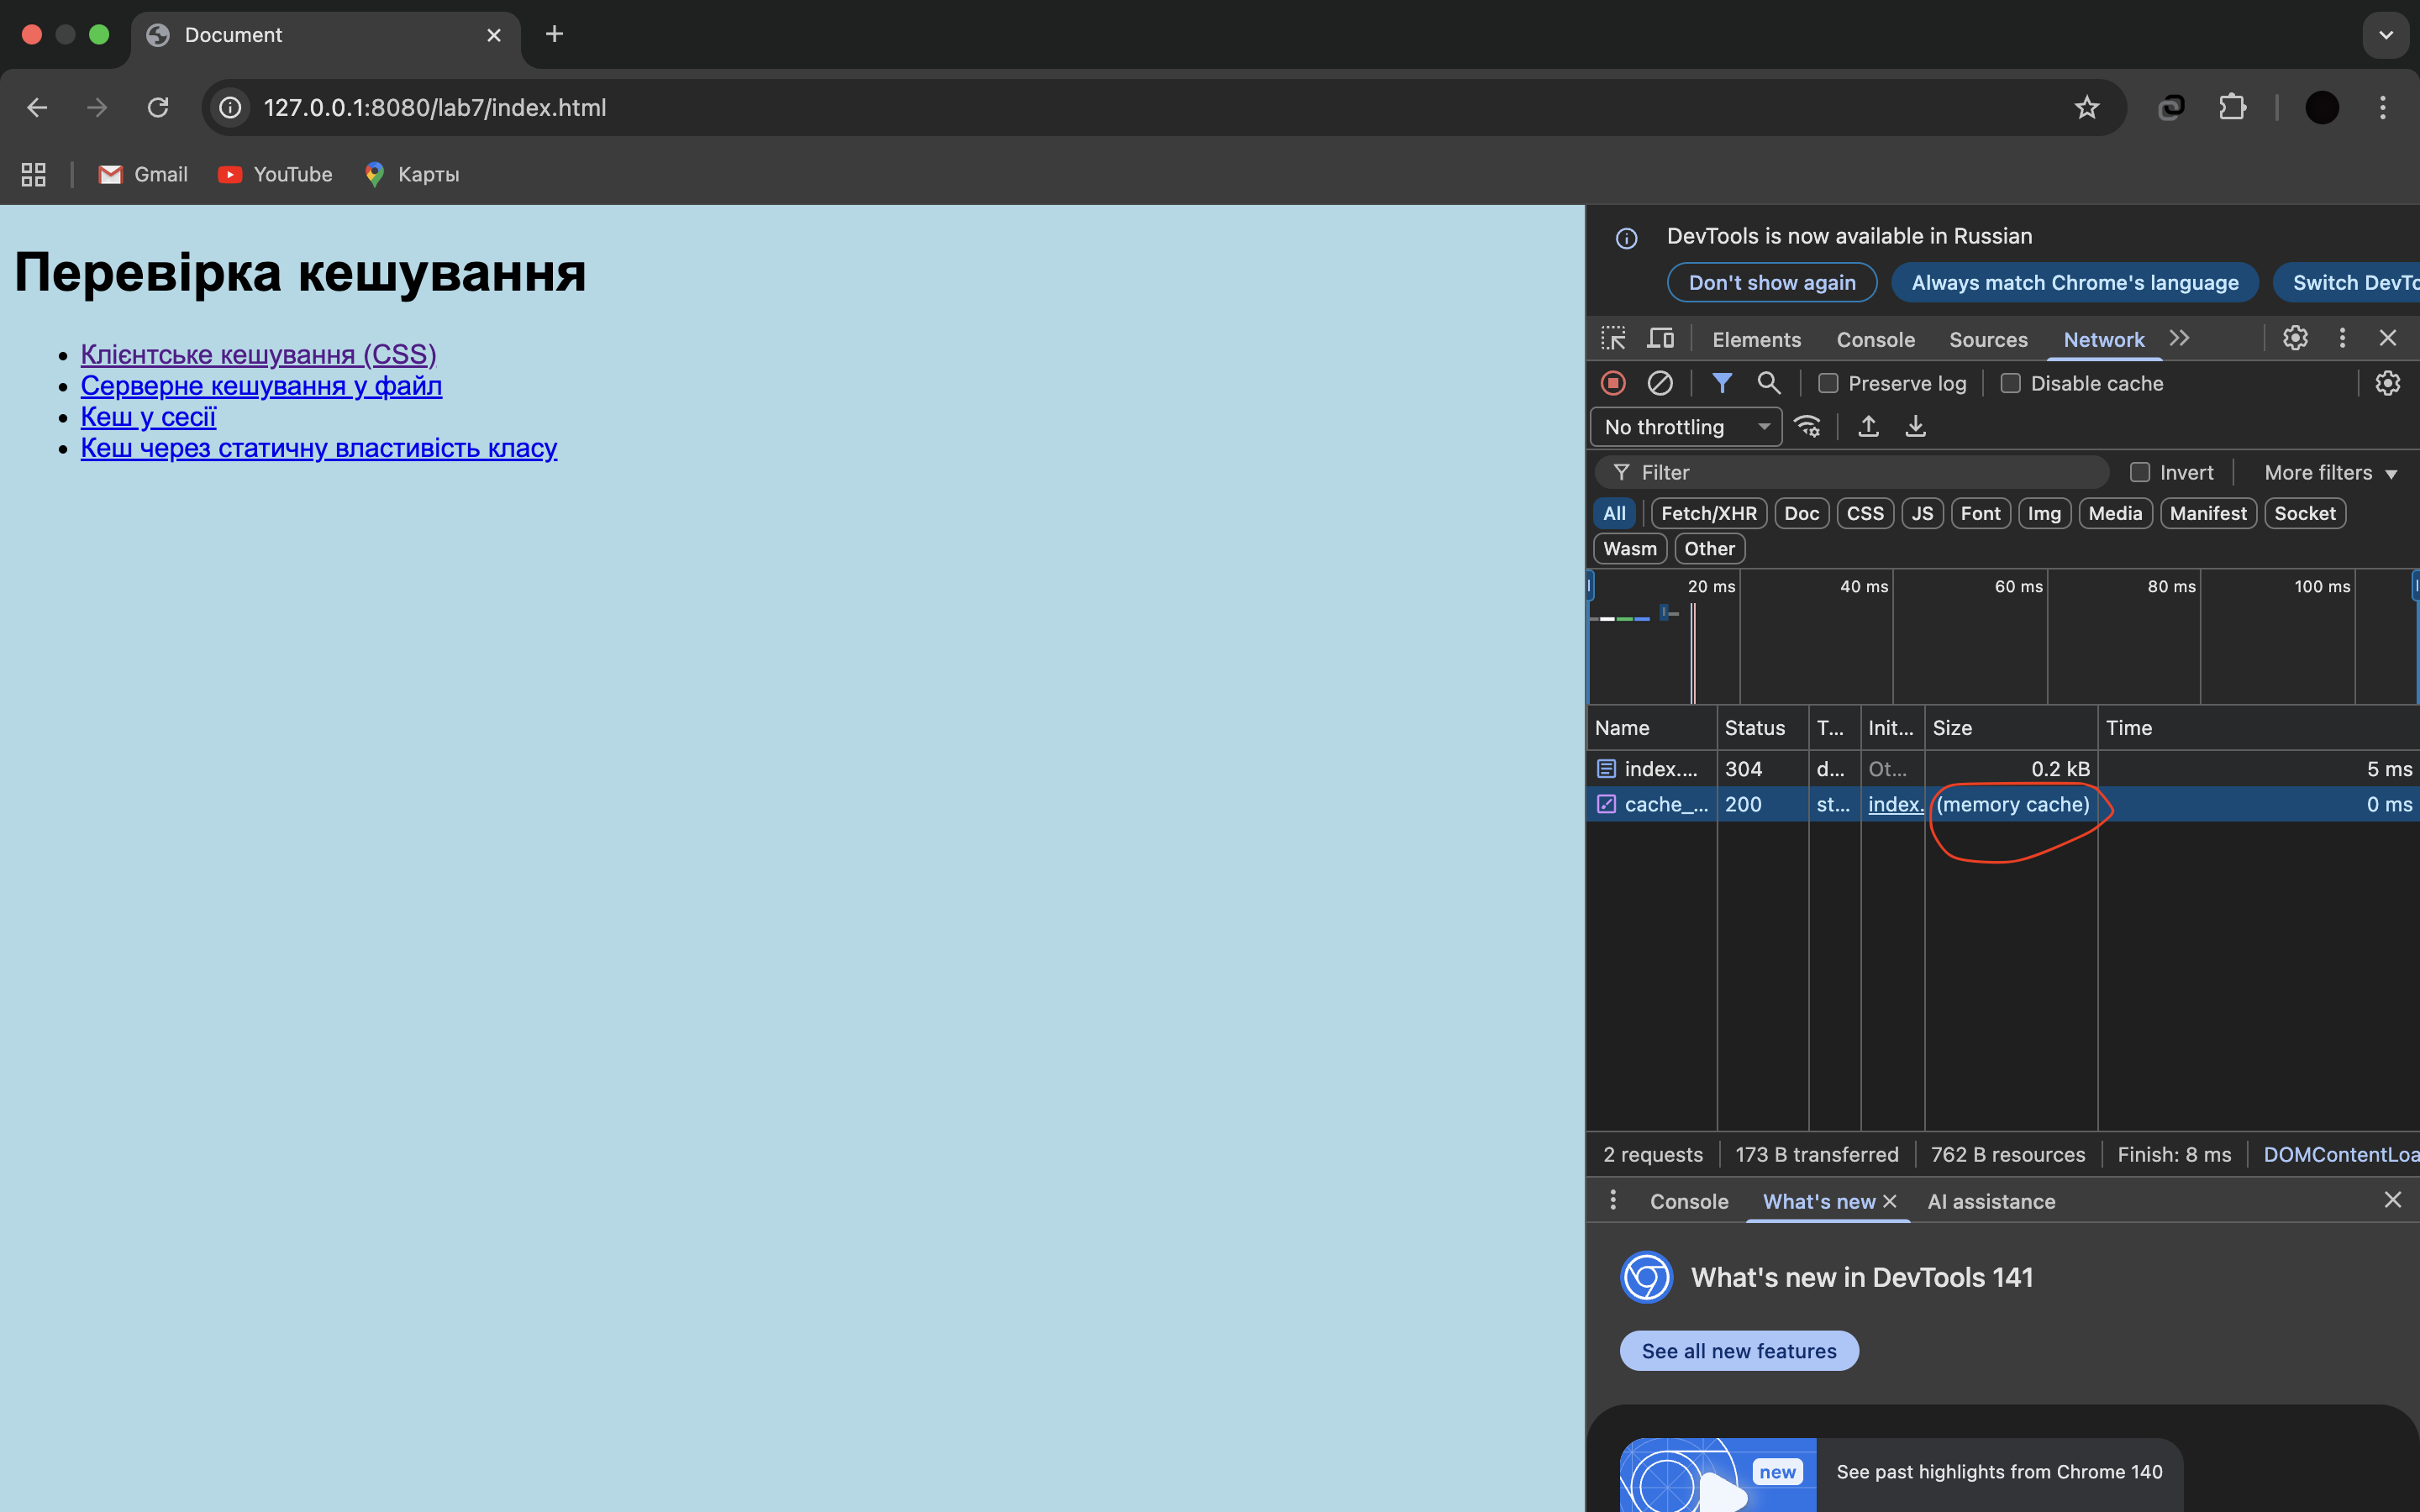 Document
127.0.0.1:8080/lab7/index.html
Gmail YouTube Карты
Перевірка кешування
Клієнтське кешування (CSS)
Серверне кешування у файл
Кеш у сесії
Кеш через статичну властивість класу
DevTools is now available in Russian
Don't show again Always match Chrome's language Switch DevTo
Elements Console Sources Network
Preserve log Disable cache
No throttling
Filter Invert More filters
All Fetch/XHR Doc CSS JS Font Img Media Manifest Socket
Wasm Other
20 ms 40 ms 60 ms 80 ms 100 ms
Name Status T... Init... Size Time
index.... 304 d... Ot... 0.2 kB 5 ms
cache_... 200 st... index. (memory cache) 0 ms
2 requests 173 B transferred 762 B resources Finish: 8 ms DOMContentLoa
Console What's new AI assistance
What's new in DevTools 141
See all new features
new See past highlights from Chrome 140